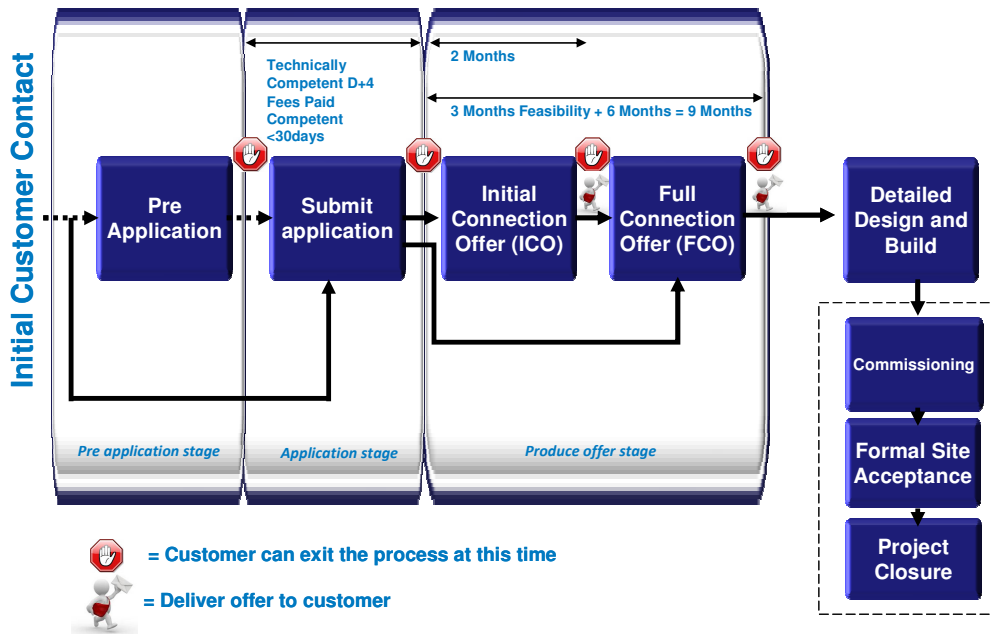 Initial Customer Contact
Technically
Competent D+4
Fees Paid
Competent
<30days
2 Months
3 Months Feasibility + 6 Months = 9 Months
Pre
Application
Submit
application
Initial
Connection
Offer (ICO)
Full
Connection
Offer (FCO)
Detailed
Design and
Build
Commissioning
Formal Site
Acceptance
Project
Closure
Pre application stage
Application stage
Produce offer stage
= Customer can exit the process at this time
= Deliver offer to customer